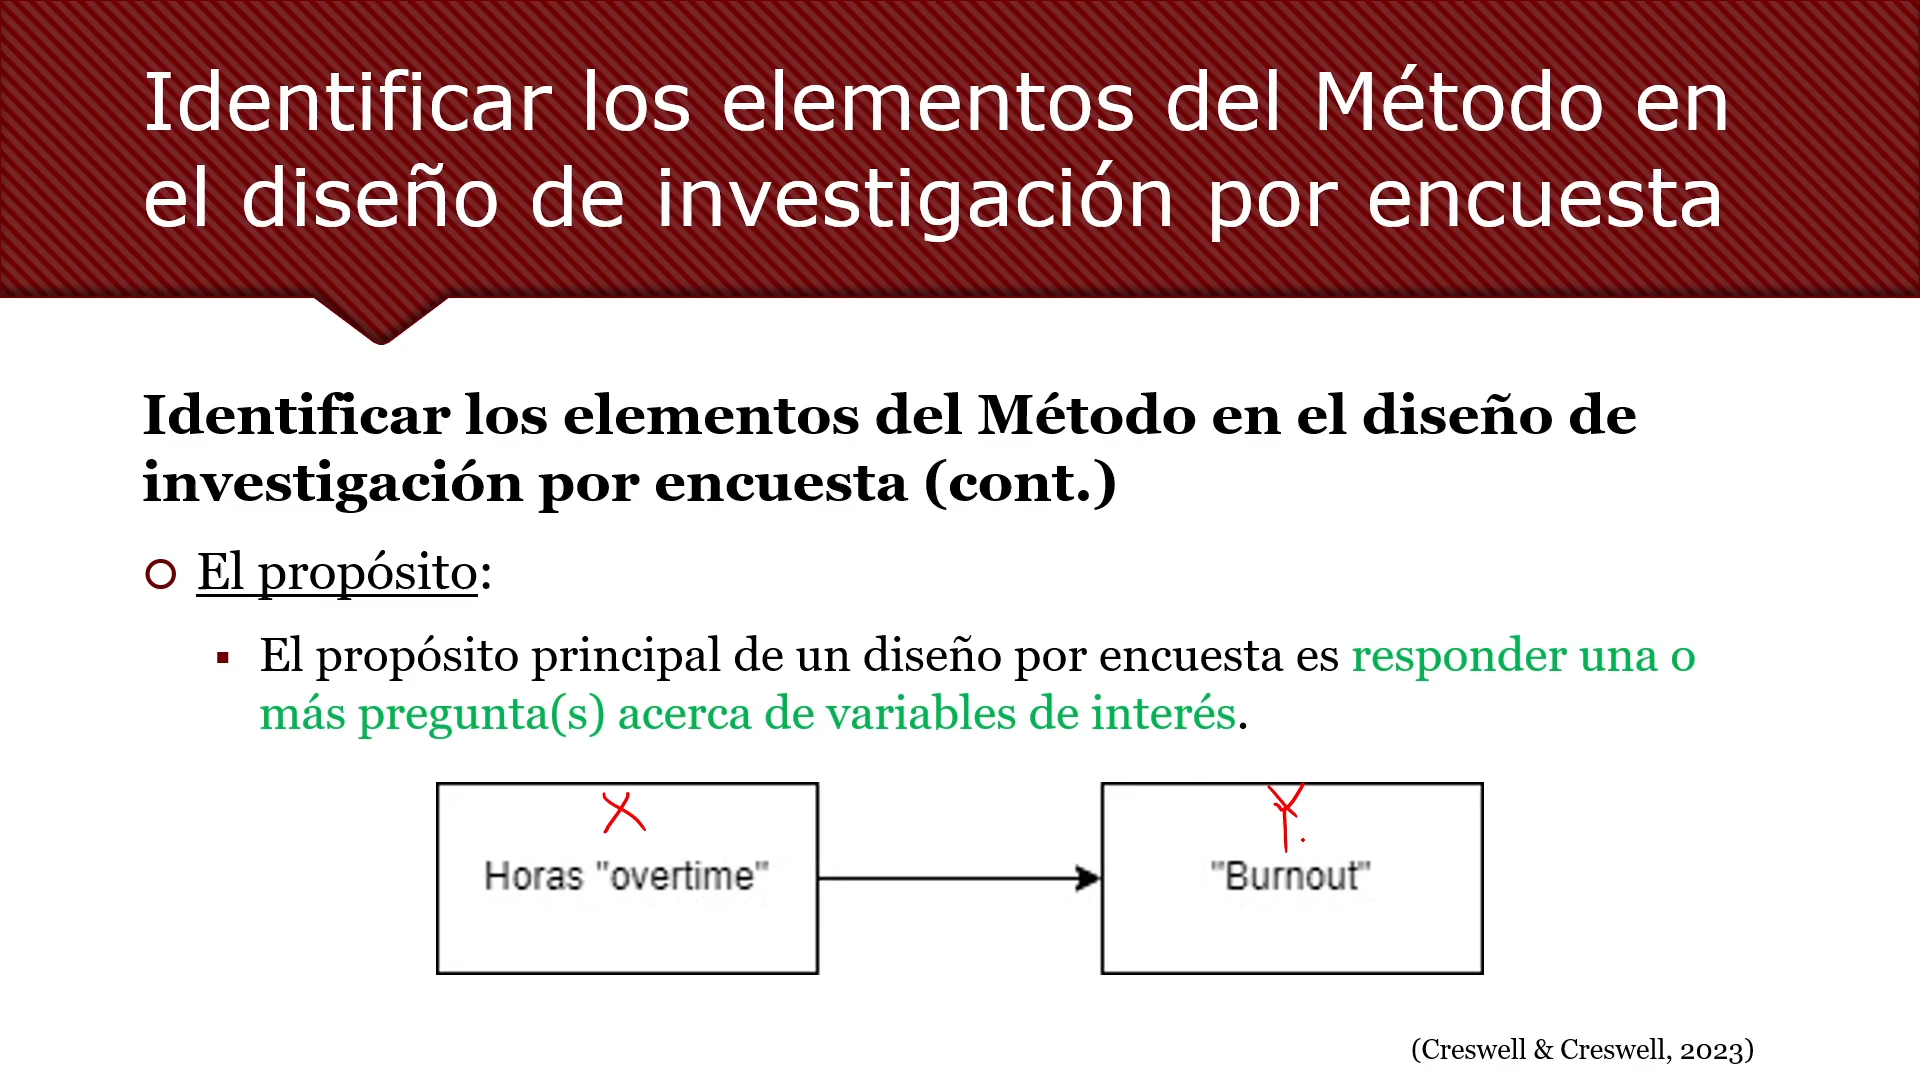 Identificar los elementos del Método en
el diseño de investigación por encuesta
Identificar los elementos del Método en el diseño de
investigación por encuesta (cont.)
El propósito:
El propósito principal de un diseño por encuesta es responder una o
más pregunta(s) acerca de variables de interés.
X
Y.
Horas "overtime"
"Burnout"
(Creswell & Creswell, 2023)